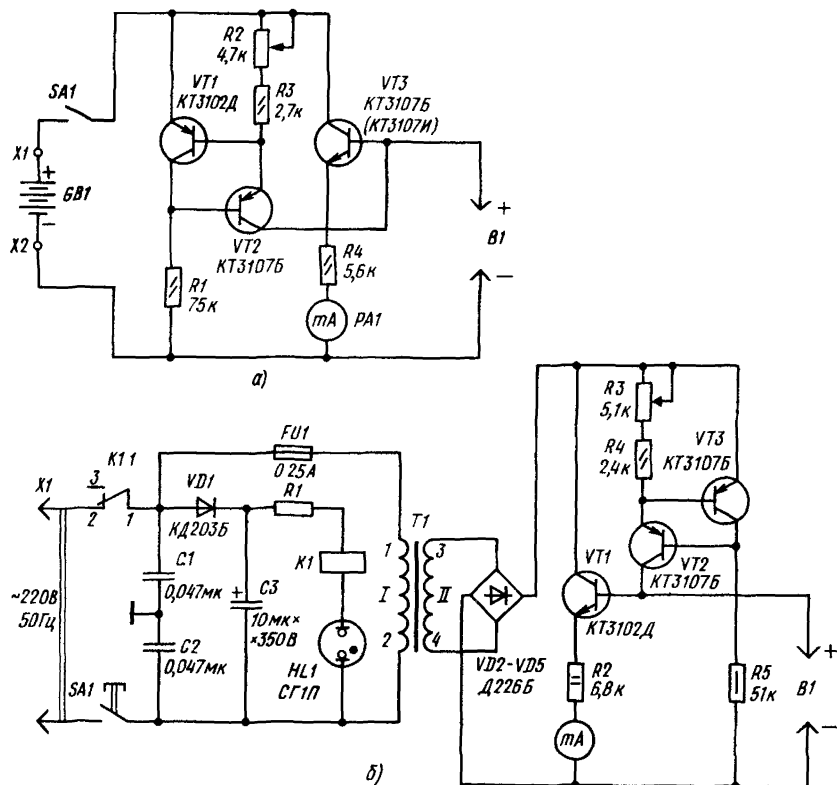 R2
4,7к
VT1
КТ3102Д
R3
2,7к
VT3
КТ3107Б
(КТ3107И)
SA1
X1
+
GB1
−
X2
VT2
КТ3107Б
+
B1
−
R1
75к
R4
5,6к
mA
PA1
а)
FU1
0 25А
K1 1
X1
3
2
1
VD1
КД203Б
R1
T1
C1
0,047мк
+
C3
10мк×
×350В
K1
1
I
2
3
II
4
~220В
50Гц
C2
0,047мк
HL1
СГ1П
SA1
VD2-VD5
Д226Б
R3
5,1к
R4
2,4к
VT3
КТ3107Б
VT1
КТ3102Д
VT2
КТ3107Б
R2
6,8к
mA
R5
51к
+
B1
−
б)